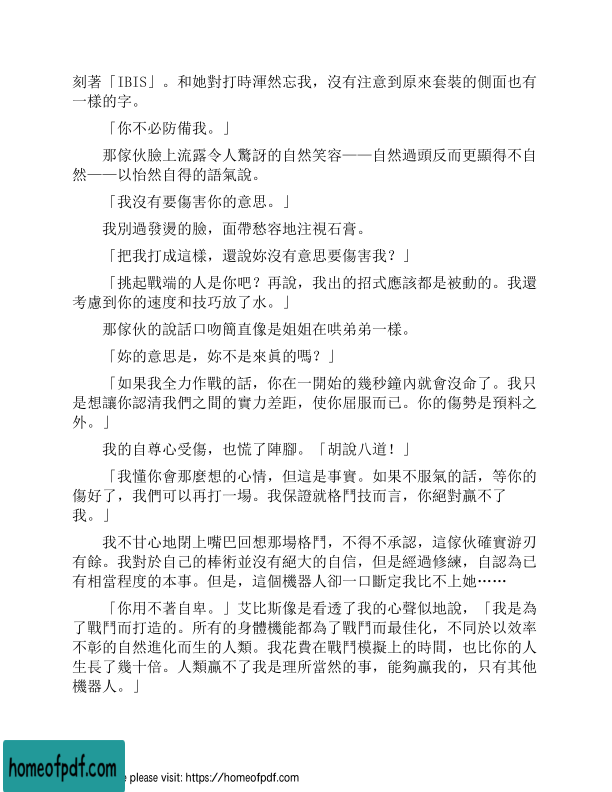 刻著「IBIS」。和她對打時渾然忘我，沒有注意到原來套裝的側面也有
一樣的字。
「你不必防備我。」
那傢伙臉上流露令人驚訝的自然笑容——自然過頭反而更顯得不自
然——以怡然自得的語氣說。
「我沒有要傷害你的意思。」
我別過發燙的臉，面帶愁容地注視石膏。
「把我打成這樣，還說妳沒有意思要傷害我？」
「挑起戰端的人是你吧？再說，我出的招式應該都是被動的。我還
考慮到你的速度和技巧放了水。」
那傢伙的說話口吻簡直像是姐姐在哄弟弟一樣。
「妳的意思是，妳不是來真的嗎？」
「如果我全力作戰的話，你在一開始的幾秒鐘內就會沒命了。我只
是想讓你認清我們之間的實力差距，使你屈服而已。你的傷勢是預料之
外。」
我的自尊心受傷，也慌了陣腳。「胡說八道！」
「我懂你會那麼想的心情，但這是事實。如果不服氣的話，等你的
傷好了，我們可以再打一場。我保證就格鬥技而言，你絕對贏不了
我。」
我不甘心地閉上嘴巴回想那場格鬥，不得不承認，這傢伙確實游刃
有餘。我對於自己的棒術並沒有絕大的自信，但是經過修練，自認為已
有相當程度的本事。但是，這個機器人卻一口斷定我比不上她……
「你用不著自卑。」艾比斯像是看透了我的心聲似地說，「我是為
了戰鬥而打造的。所有的身體機能都為了戰鬥而最佳化，不同於以效率
不彰的自然進化而生的人類。我花費在戰鬥模擬上的時間，也比你的人
生長了幾十倍。人類贏不了我是理所當然的事，能夠贏我的，只有其他
機器人。」
homeofpdf.com
e please visit: https://homeofpdf.com